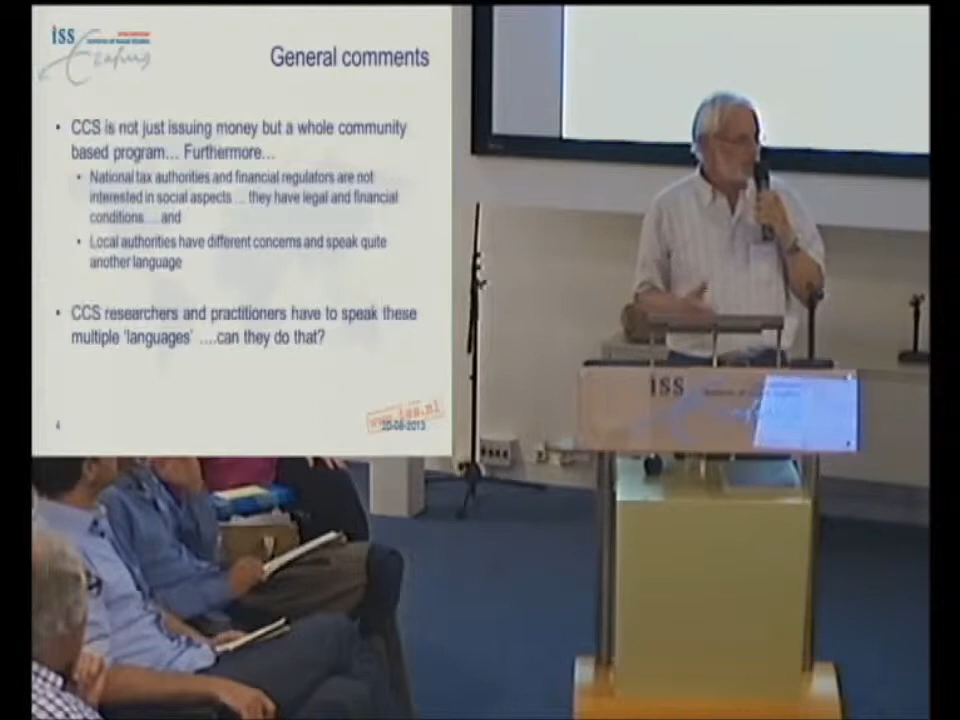 ISS
Erasmus
General comments
• CCS is not just issuing money but a whole community
based program… Furthermore…
• National tax authorities and financial regulators are not
interested in social aspects … they have legal and financial
conditions … and
• Local authorities have different concerns and speak quite
another language
• CCS researchers and practitioners have to speak these
multiple 'languages' ….can they do that?
4
www.iss.nl
20-06-2013
ISS